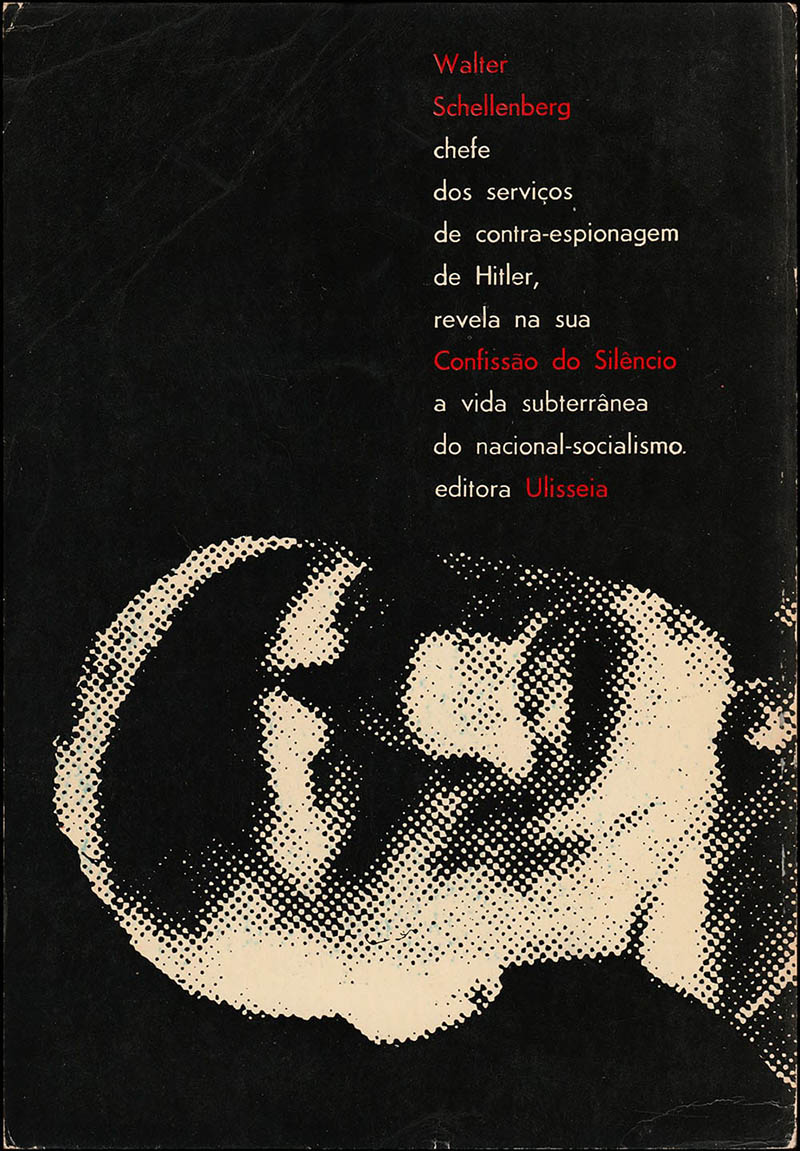 Walter
Schellenberg
chefe
dos serviços
de contra-espionagem
de Hitler,
revela na sua
Confissão do Silêncio
a vida subterrânea
do nacional-socialismo.
editora Ulisseia